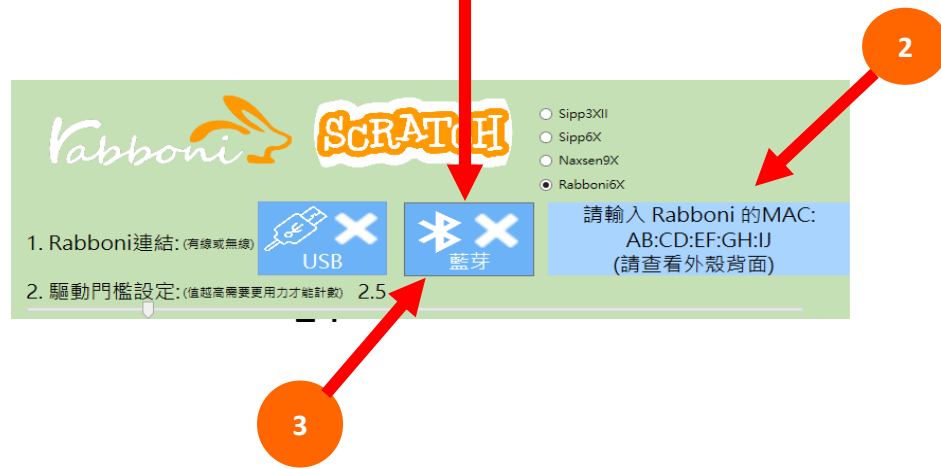 2
rabboni
SCRATCH
Sipp3XII
Sipp6X
Naxsen9X
Rabboni6X
1. Rabboni連結: (有線或無線)
USB
藍芽
請輸入 Rabboni 的MAC:
AB:CD:EF:GH:IJ
(請查看外殼背面)
2. 驅動門檻設定: (值越高需要更用力才能計數) 2.5
3